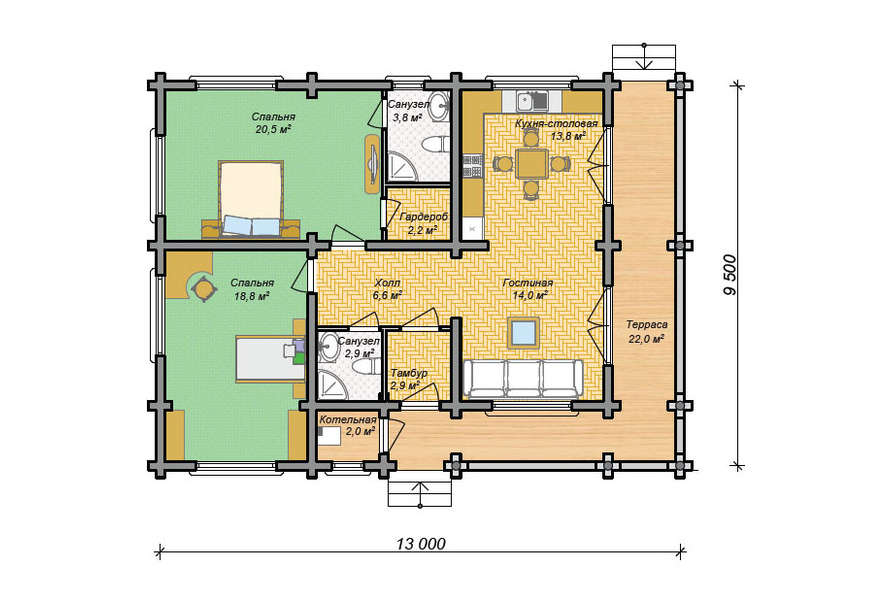 Спальня
20,5 м²
Санузел
3,8 м²
Кухня-столовая
13,8 м²
Гардероб
2,2 м²
Спальня
18,8 м²
Холл
6,6 м²
Гостиная
14,0 м²
Терраса
22,0 м²
Санузел
2,9 м²
Тамбур
2,9 м²
Котельная
2,0 м²
9 500
13 000